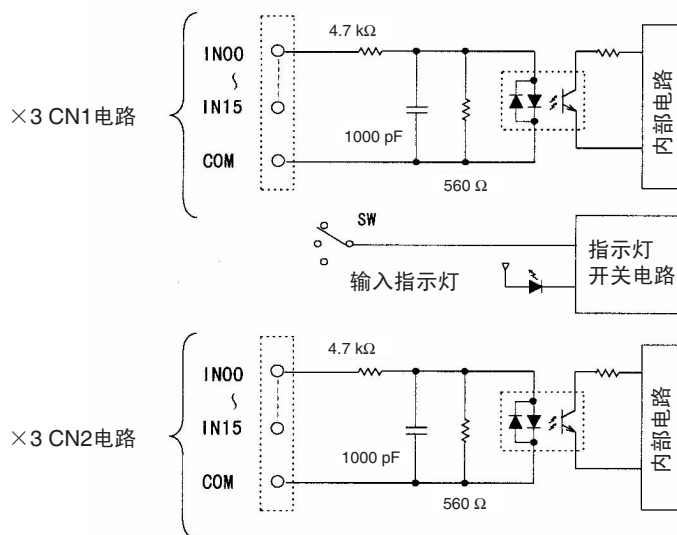 4.7 kΩ
IN00
~
×3 CN1电路
IN15
1000 pF
COM
560 Ω
内部电路
SW
输入指示灯
指示灯
开关电路
4.7 kΩ
IN00
~
×3 CN2电路
IN15
1000 pF
COM
560 Ω
内部电路